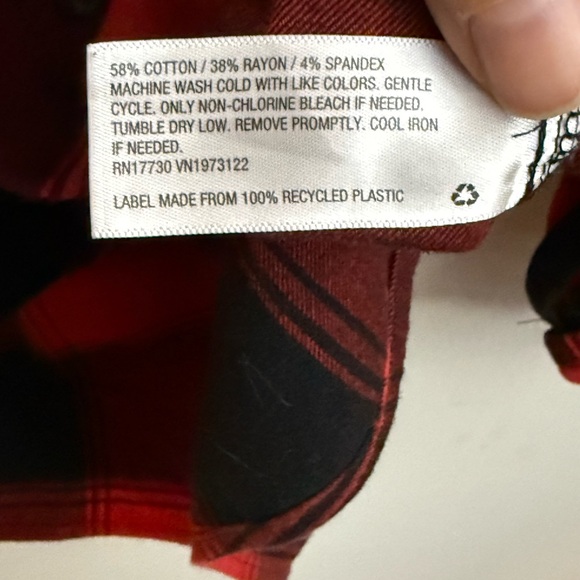 58% COTTON / 38% RAYON / 4% SPANDEX
MACHINE WASH COLD WITH LIKE COLORS. GENTLE
CYCLE. ONLY NON-CHLORINE BLEACH IF NEEDED.
TUMBLE DRY LOW. REMOVE PROMPTLY. COOL IRON
IF NEEDED.
RN17730 VN1973122
LABEL MADE FROM 100% RECYCLED PLASTIC